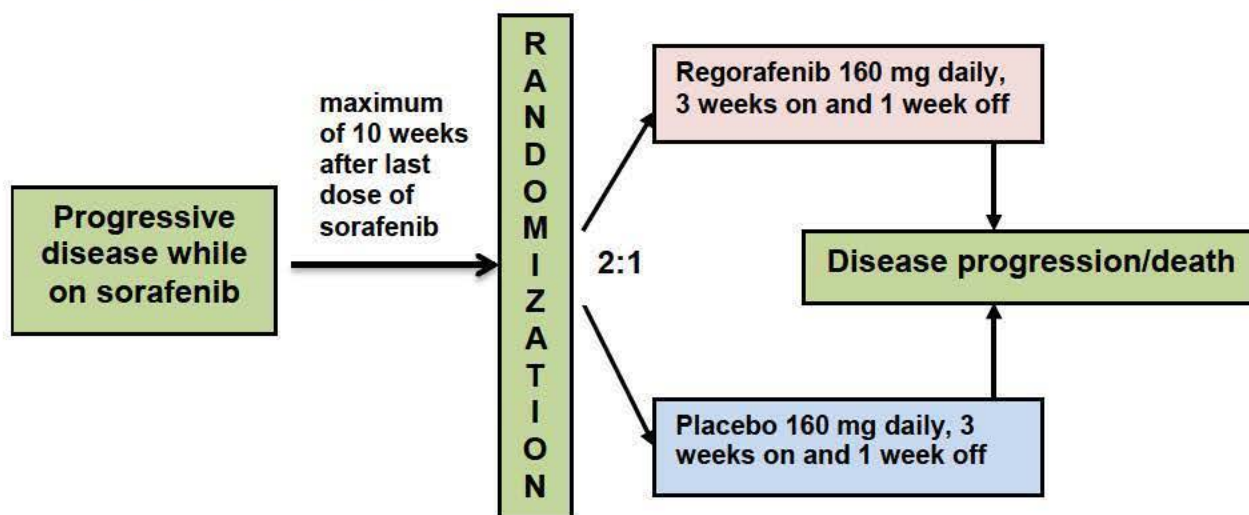 Progressive
disease while
on sorafenib
maximum
of 10 weeks
after last
dose of
sorafenib
R
A
N
D
O
M
I
Z
A
T
I
O
N
2:1
Regorafenib 160 mg daily,
3 weeks on and 1 week off
Placebo 160 mg daily, 3
weeks on and 1 week off
Disease progression/death